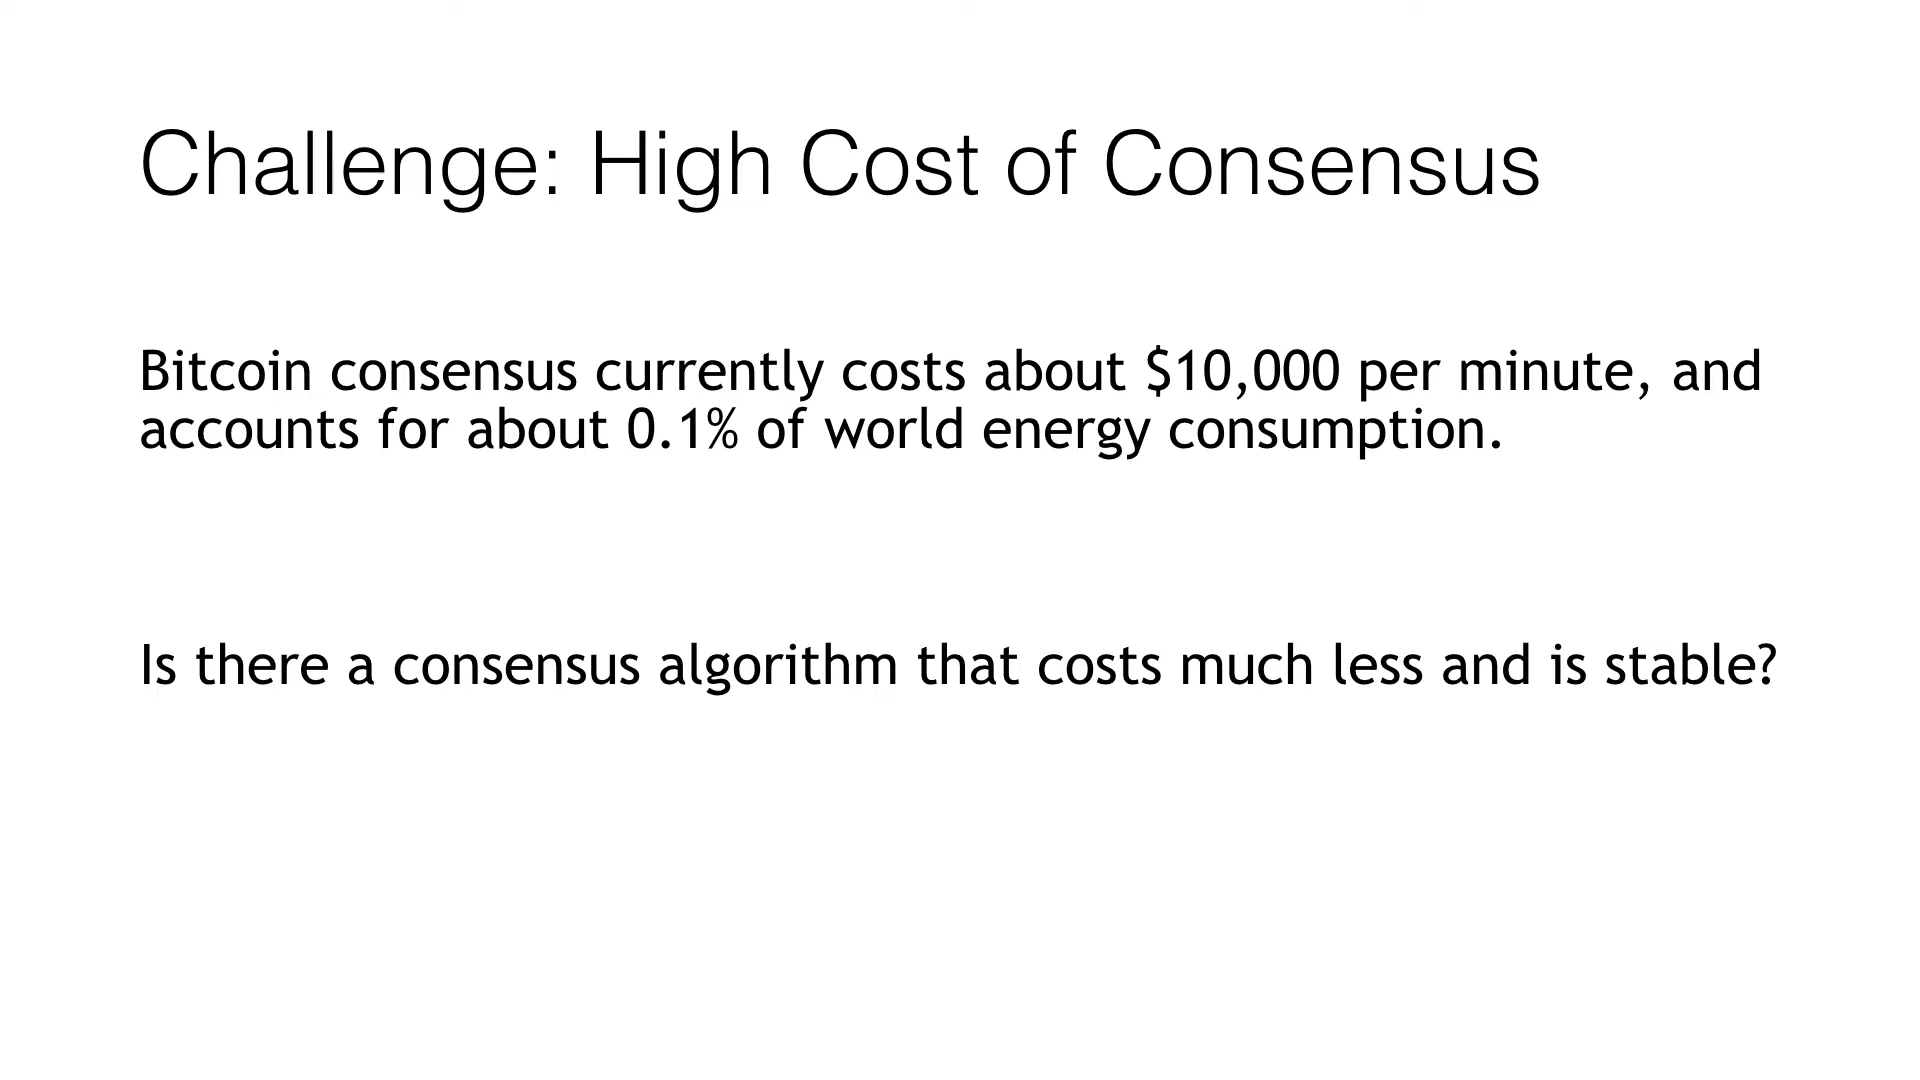 Challenge: High Cost of Consensus
Bitcoin consensus currently costs about $10,000 per minute, and
accounts for about 0.1% of world energy consumption.
Is there a consensus algorithm that costs much less and is stable?